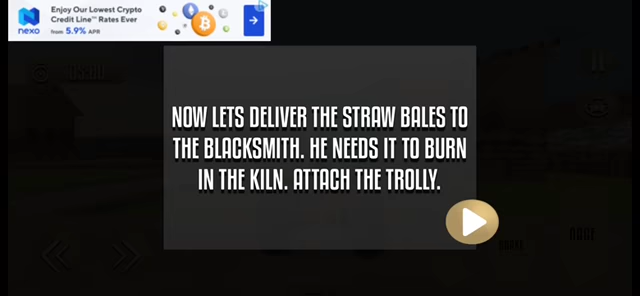 Enjoy Our Lowest Crypto
Credit Line™ Rates Ever
nexo
from 5.9% APR
NOW LETS DELIVER THE STRAW BALES TO
THE BLACKSMITH. HE NEEDS IT TO BURN
IN THE KILN. ATTACH THE TROLLY.